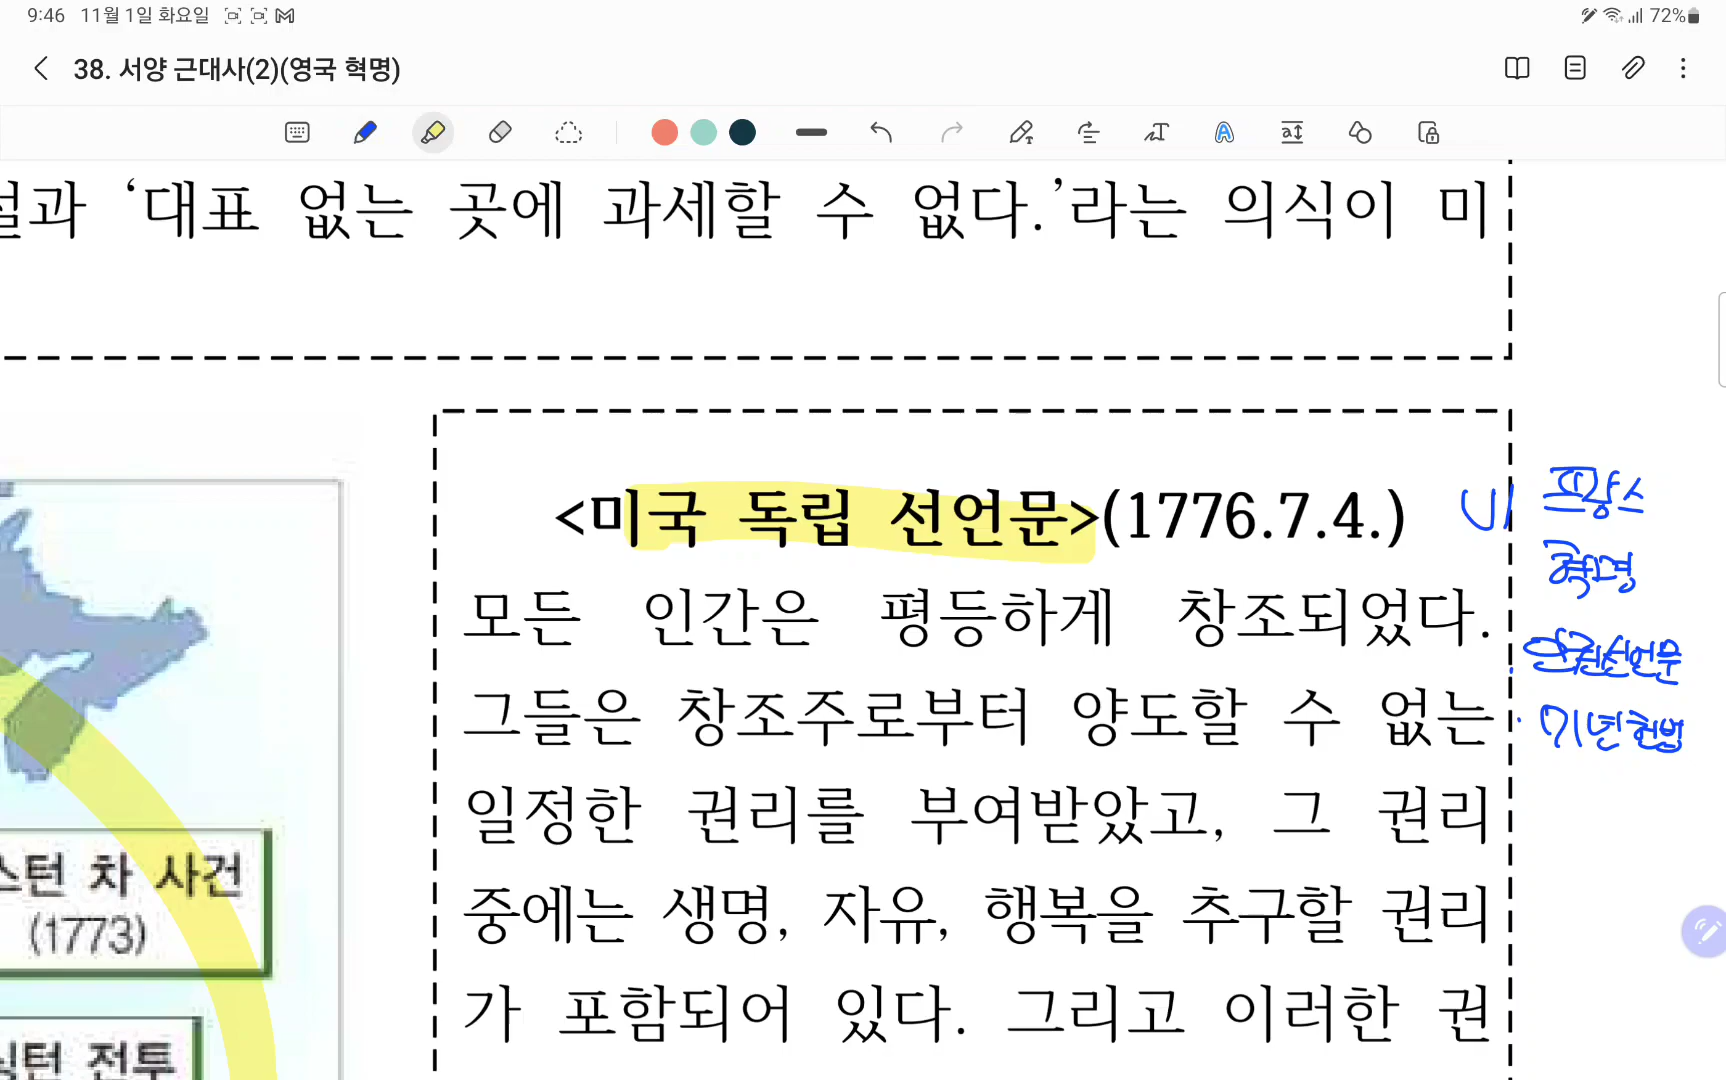 9:46 11월 1일 화요일
72%
38. 서양 근대사(2)(영국 혁명)
설과 ‘대표 없는 곳에 과세할 수 없다.’라는 의식이 미
<미국 독립 선언문>(1776.7.4.)
모든 인간은 평등하게 창조되었다.
그들은 창조주로부터 양도할 수 없는
일정한 권리를 부여받았고, 그 권리
중에는 생명, 자유, 행복을 추구할 권리
가 포함되어 있다. 그리고 이러한 권
프랑스
혁명
인권선언문
91년 헌법
스턴 차 사건
(1773)
싱턴 전투